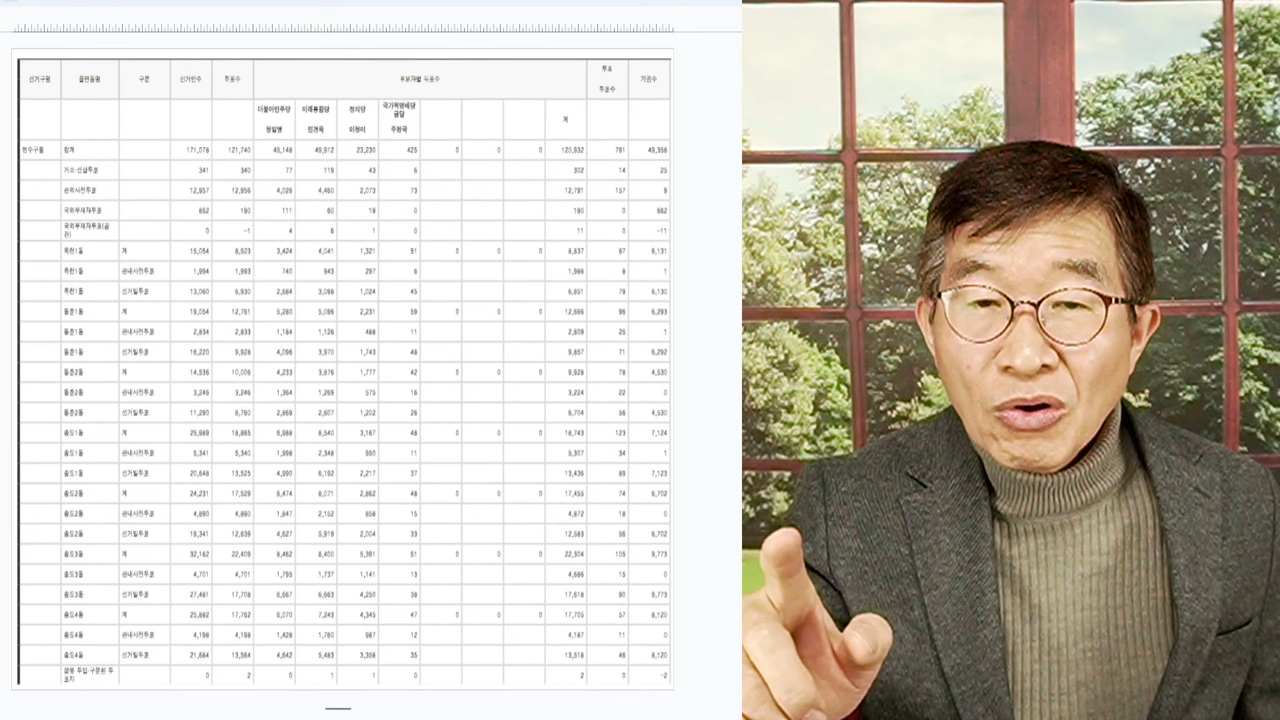 선거구명 읍면동명 구분 선거인수 투표수 후보자별 득표수 무효 투표수 기권수
더불어민주당 정일영 미래통합당 민경욱 정의당 이정미 국가혁명배당금당 주정국 계
연수구을 합계 171,078 121,740 45,148 49,912 23,230 425 0 0 0 120,932 791 49,356
거소·선상투표 341 340 77 119 43 6 302 14 25
관외사전투표 12,957 12,956 4,026 4,460 2,073 73 12,791 157 9
국외부재자투표 852 190 111 60 19 0 190 0 662
국외부재자투표(공관) 0 -1 4 6 1 0 11 0 -11
옥련1동 계 15,054 8,923 3,424 4,041 1,321 51 0 0 0 8,837 87 6,131
옥련1동 관내사전투표 1,994 1,993 740 943 297 6 1,986 8 1
옥련1동 선거일투표 13,060 6,930 2,684 3,098 1,024 45 6,851 79 6,130
동춘1동 계 19,054 12,761 5,280 5,096 2,231 59 0 0 0 12,666 96 6,293
동춘1동 관내사전투표 2,834 2,833 1,184 1,126 488 11 2,809 25 1
동춘1동 선거일투표 16,220 9,928 4,096 3,970 1,743 48 9,857 71 6,292
동춘2동 계 14,536 10,006 4,233 3,876 1,777 42 0 0 0 9,928 78 4,530
동춘2동 관내사전투표 3,246 3,246 1,364 1,269 575 16 3,224 22 0
동춘2동 선거일투표 11,290 6,760 2,869 2,607 1,202 26 6,704 56 4,530
송도1동 계 25,989 18,865 6,988 8,540 3,167 48 0 0 0 18,743 123 7,124
송도1동 관내사전투표 5,341 5,340 1,998 2,348 950 11 5,307 34 1
송도1동 선거일투표 20,648 13,525 4,990 6,192 2,217 37 13,436 89 7,123
송도2동 계 24,231 17,529 6,474 8,071 2,862 48 0 0 0 17,455 74 6,702
송도2동 관내사전투표 4,890 4,890 1,847 2,152 858 15 4,872 18 0
송도2동 선거일투표 19,341 12,639 4,627 5,919 2,004 33 12,583 56 6,702
송도3동 계 32,182 22,409 8,462 8,400 5,391 51 0 0 0 22,304 105 9,773
송도3동 관내사전투표 4,701 4,701 1,795 1,737 1,141 13 4,686 15 0
송도3동 선거일투표 27,481 17,708 6,667 6,663 4,250 38 17,618 90 9,773
송도4동 계 25,882 17,762 6,070 7,243 4,345 47 0 0 0 17,705 57 8,120
송도4동 관내사전투표 4,198 4,198 1,428 1,760 987 12 4,187 11 0
송도4동 선거일투표 21,684 13,564 4,642 5,483 3,358 35 13,518 46 8,120
잘못 투입·구분된 투표지 0 2 0 1 1 0 2 0 -2